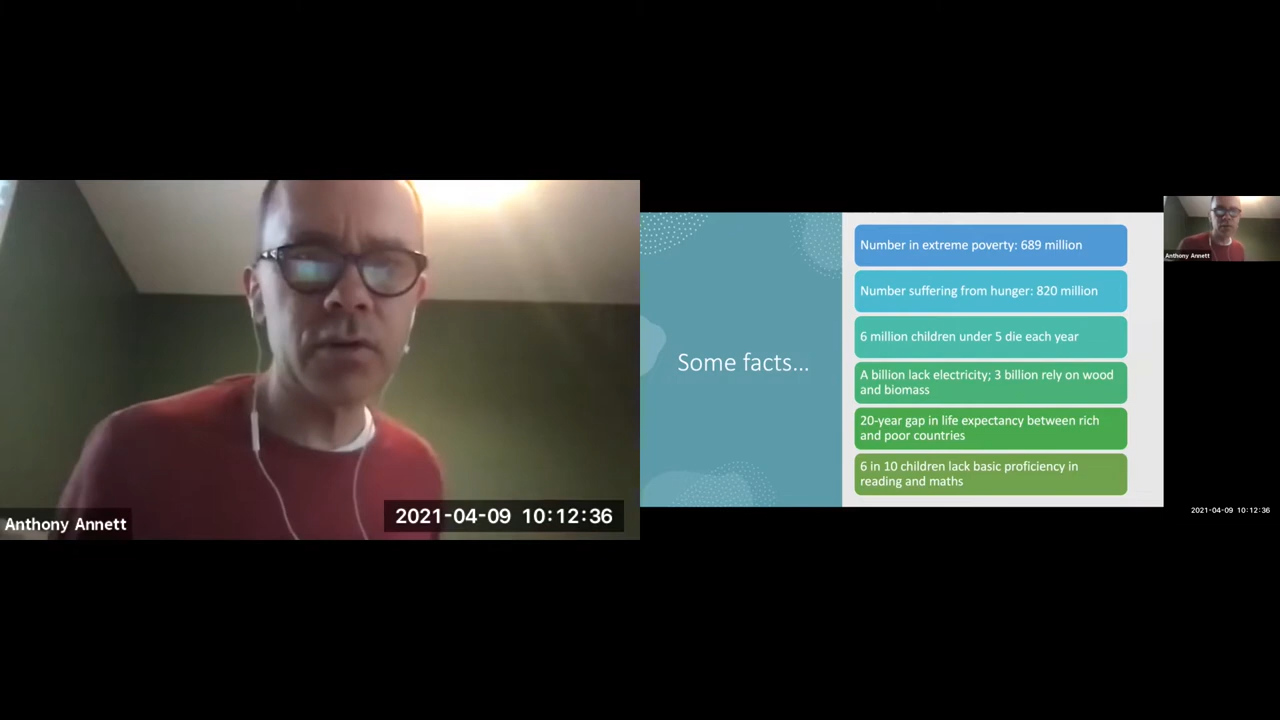 Anthony Annett
2021-04-09 10:12:36
Some facts...
Number in extreme poverty: 689 million
Number suffering from hunger: 820 million
6 million children under 5 die each year
A billion lack electricity; 3 billion rely on wood
and biomass
20-year gap in life expectancy between rich
and poor countries
6 in 10 children lack basic proficiency in
reading and maths
Anthony Annett
2021-04-09 10:12:36